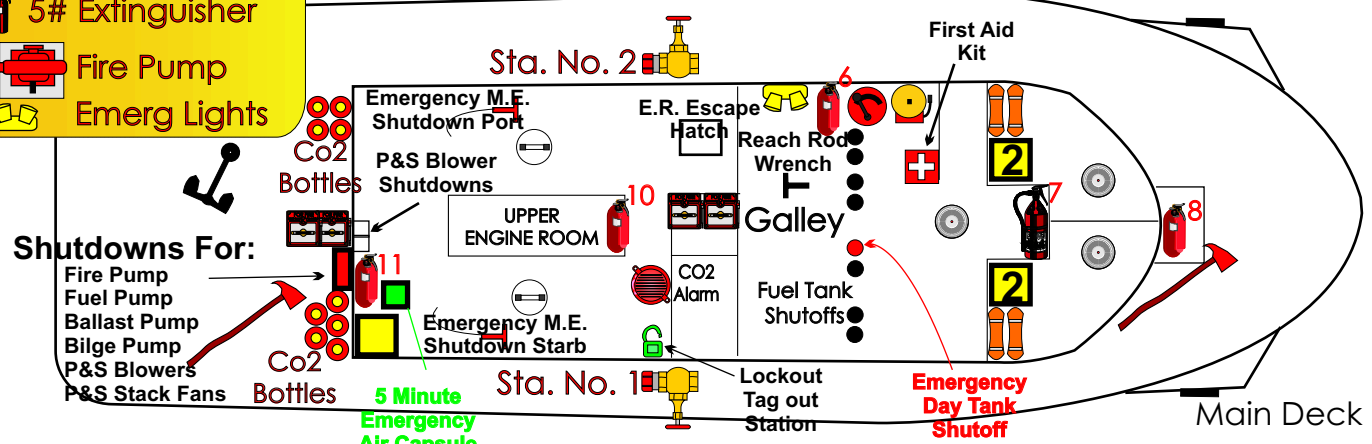 5# Extinguisher
Fire Pump
Emerg Lights
Sta. No. 2
First Aid
Kit
6
Emergency M.E.
Shutdown Port
E.R. Escape
Hatch
Co2
Bottles
P&S Blower
Shutdowns
Reach Rod
Wrench
2
7
8
10
UPPER
ENGINE ROOM
Galley
Shutdowns For:
Fire Pump
Fuel Pump
Ballast Pump
Bilge Pump
P&S Blowers
P&S Stack Fans
11
CO2
Alarm
Fuel Tank
Shutoffs
2
Emergency M.E.
Shutdown Starb
Co2
Bottles
5 Minute
Emergency
Air Capsule
Sta. No. 1
Lockout
Tag out
Station
Emergency
Day Tank
Shutoff
Main Deck